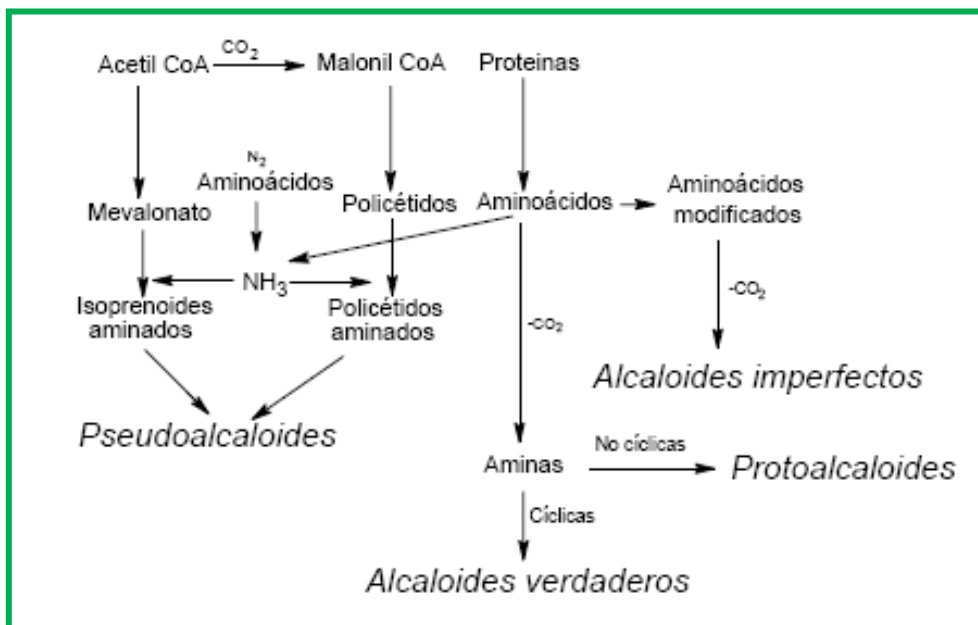 Acetil CoA
CO2
Malonil CoA
Proteinas
N2
Aminoácidos
Mevalonato
Policétidos
Aminoácidos
Aminoácidos
modificados
NH3
-CO2
Isoprenoides
aminados
Policétidos
aminados
-CO2
Alcaloides imperfectos
Pseudoalcaloides
Aminas
No cíclicas
Protoalcaloides
Cíclicas
Alcaloides verdaderos